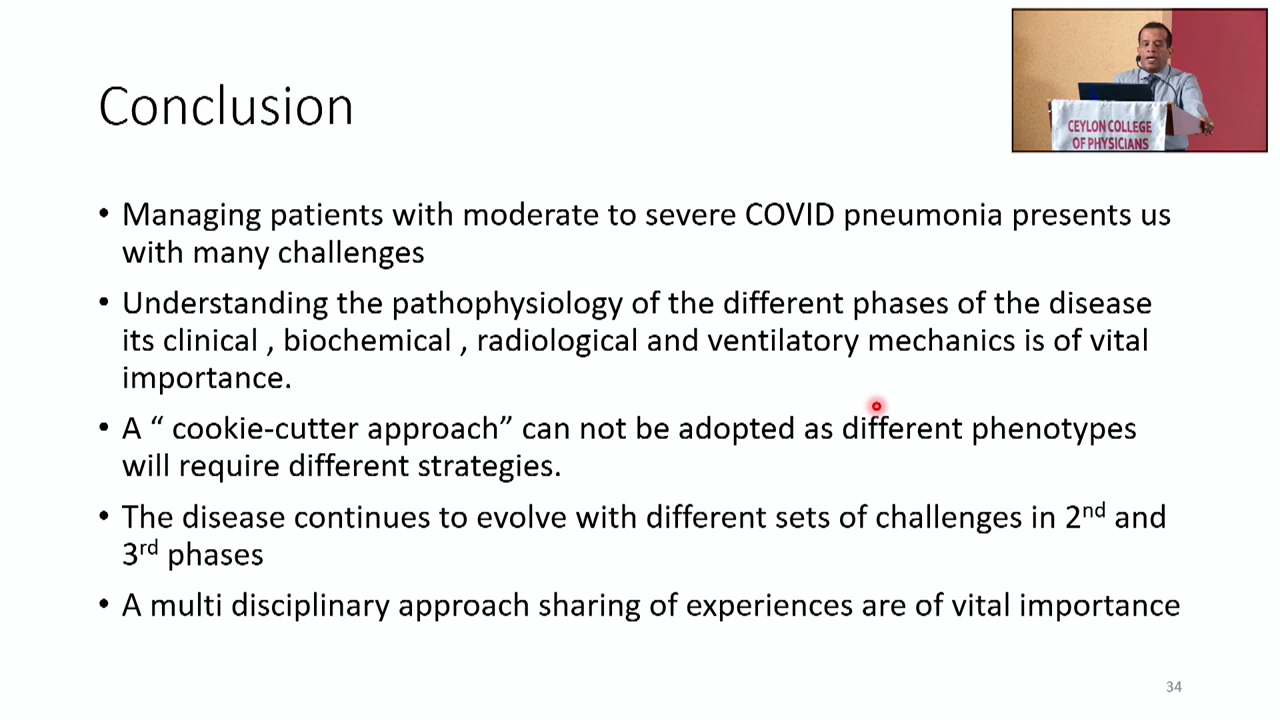 Conclusion
CEYLON COLLEGE
OF PHYSICIANS
• Managing patients with moderate to severe COVID pneumonia presents us
with many challenges
• Understanding the pathophysiology of the different phases of the disease
its clinical , biochemical , radiological and ventilatory mechanics is of vital
importance.
• A “ cookie-cutter approach” can not be adopted as different phenotypes
will require different strategies.
• The disease continues to evolve with different sets of challenges in 2nd and
3rd phases
• A multi disciplinary approach sharing of experiences are of vital importance
34